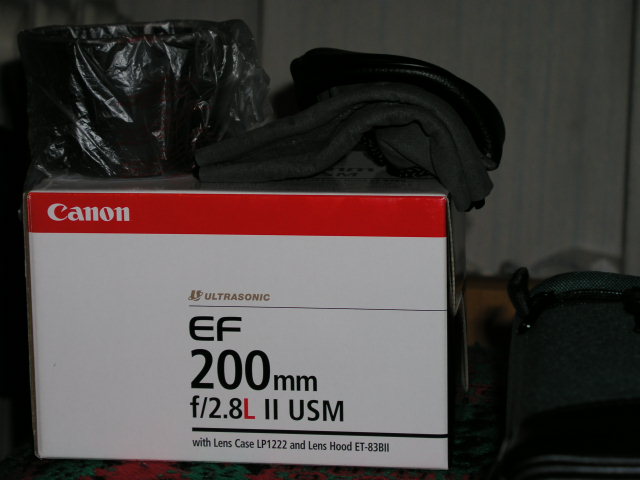 Canon
ULTRASONIC
EF
200mm
f/2.8L II USM
with Lens Case LP1222 and Lens Hood ET-83BII